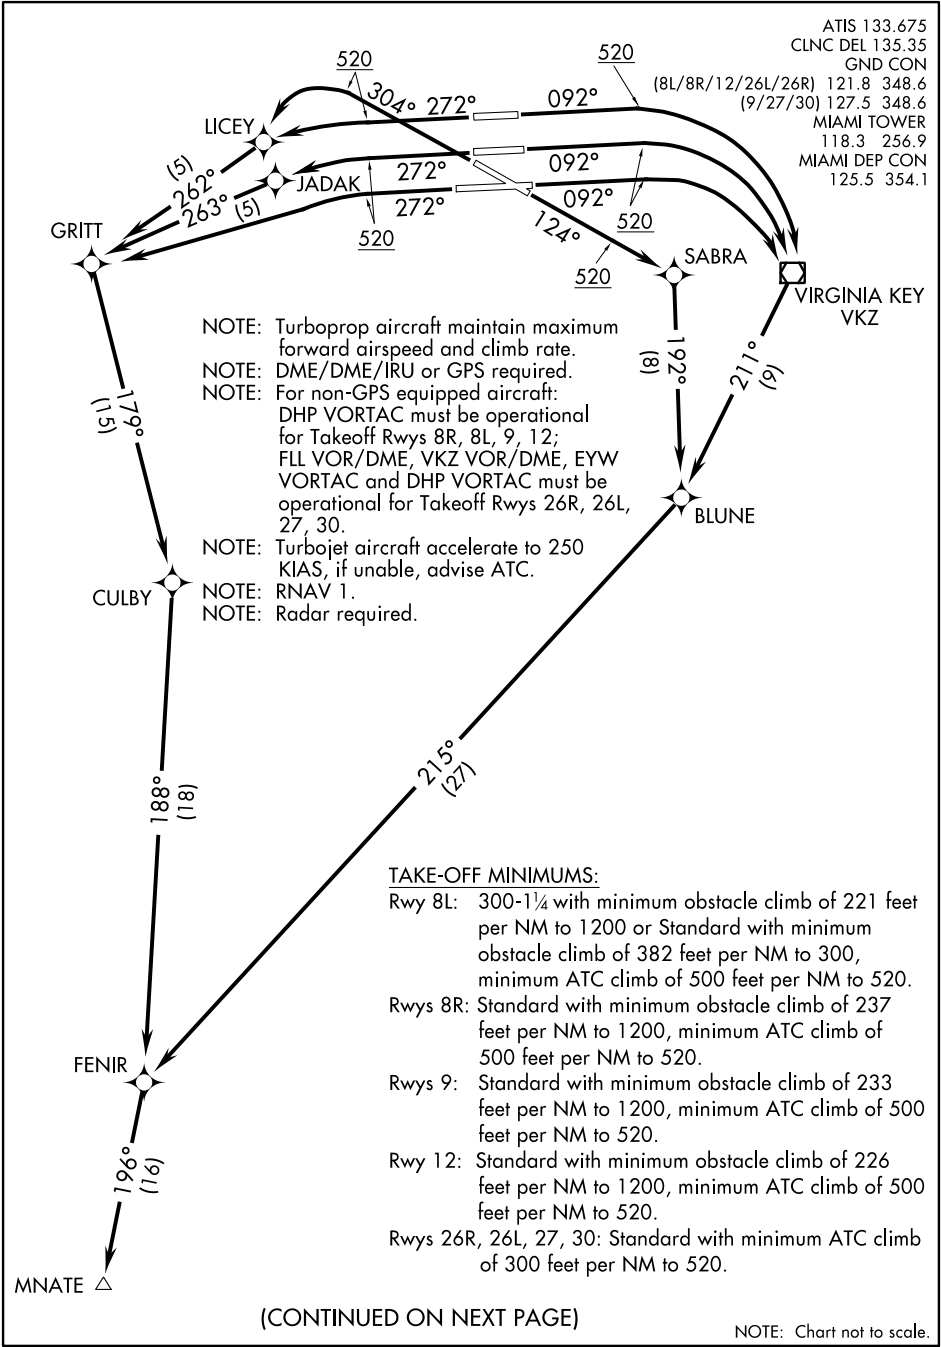 ATIS 133.675
CLNC DEL 135.35
GND CON
(8L/8R/12/26L/26R) 121.8 348.6
(9/27/30) 127.5 348.6
MIAMI TOWER
118.3 256.9
MIAMI DEP CON
125.5 354.1
520
520
304°
272°
092°
LICEY
(5)
262°
272°
092°
JADAK
263°
(5)
272°
092°
520
520
124°
520
GRITT
SABRA
VIRGINIA KEY
VKZ
192°
(8)
211°
(9)
179°
(15)
NOTE: Turboprop aircraft maintain maximum
forward airspeed and climb rate.
NOTE: DME/DME/IRU or GPS required.
NOTE: For non-GPS equipped aircraft:
DHP VORTAC must be operational
for Takeoff Rwys 8R, 8L, 9, 12;
FLL VOR/DME, VKZ VOR/DME, EYW
VORTAC and DHP VORTAC must be
operational for Takeoff Rwys 26R, 26L,
27, 30.
NOTE: Turbojet aircraft accelerate to 250
KIAS, if unable, advise ATC.
NOTE: RNAV 1.
NOTE: Radar required.
BLUNE
CULBY
188°
(18)
215°
(27)
TAKE-OFF MINIMUMS:
Rwy 8L: 300-1¼ with minimum obstacle climb of 221 feet
per NM to 1200 or Standard with minimum
obstacle climb of 382 feet per NM to 300,
minimum ATC climb of 500 feet per NM to 520.
Rwys 8R: Standard with minimum obstacle climb of 237
feet per NM to 1200, minimum ATC climb of
500 feet per NM to 520.
Rwys 9: Standard with minimum obstacle climb of 233
feet per NM to 1200, minimum ATC climb of 500
feet per NM to 520.
Rwy 12: Standard with minimum obstacle climb of 226
feet per NM to 1200, minimum ATC climb of 500
feet per NM to 520.
Rwys 26R, 26L, 27, 30: Standard with minimum ATC climb
of 300 feet per NM to 520.
FENIR
196°
(16)
MNATE
(CONTINUED ON NEXT PAGE)
NOTE: Chart not to scale.